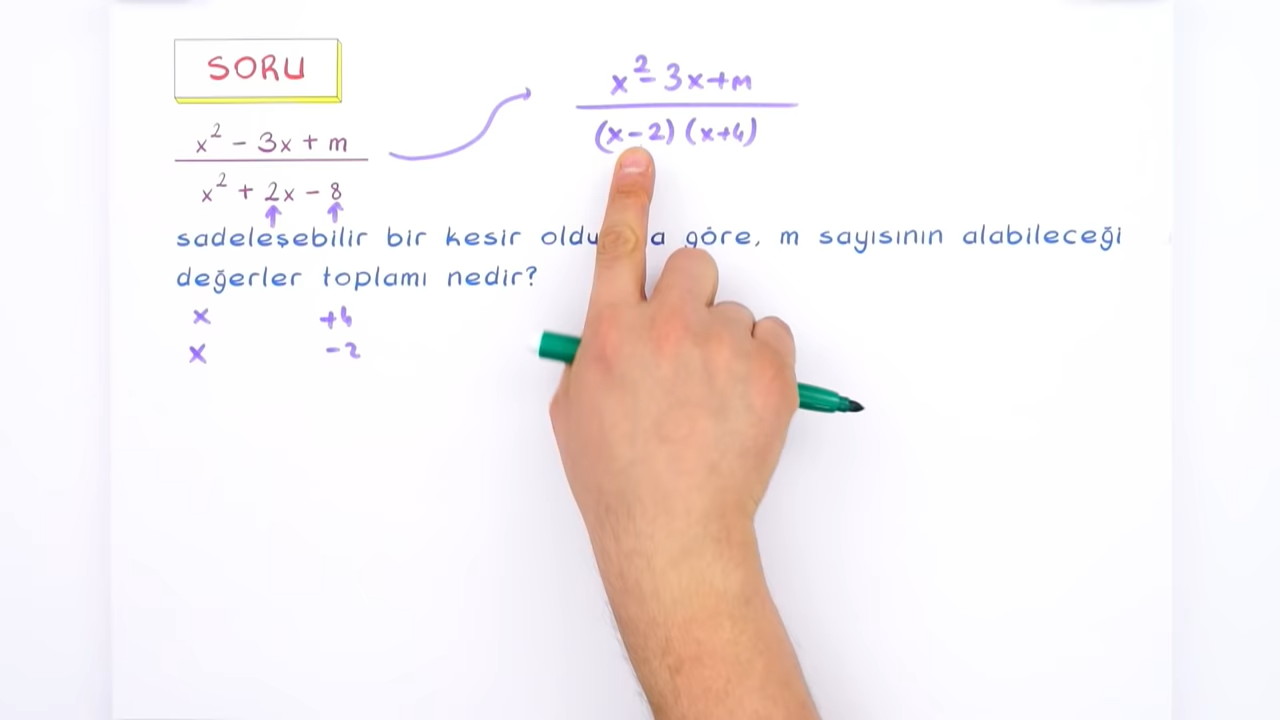 SORU
x² - 3x + m
x² + 2x - 8
x² - 3x + m
(x-2) (x+4)
sadeleşebilir bir kesir a göre, m sayısının alabileceği
değerler toplamı nedir?
x +4
x -2